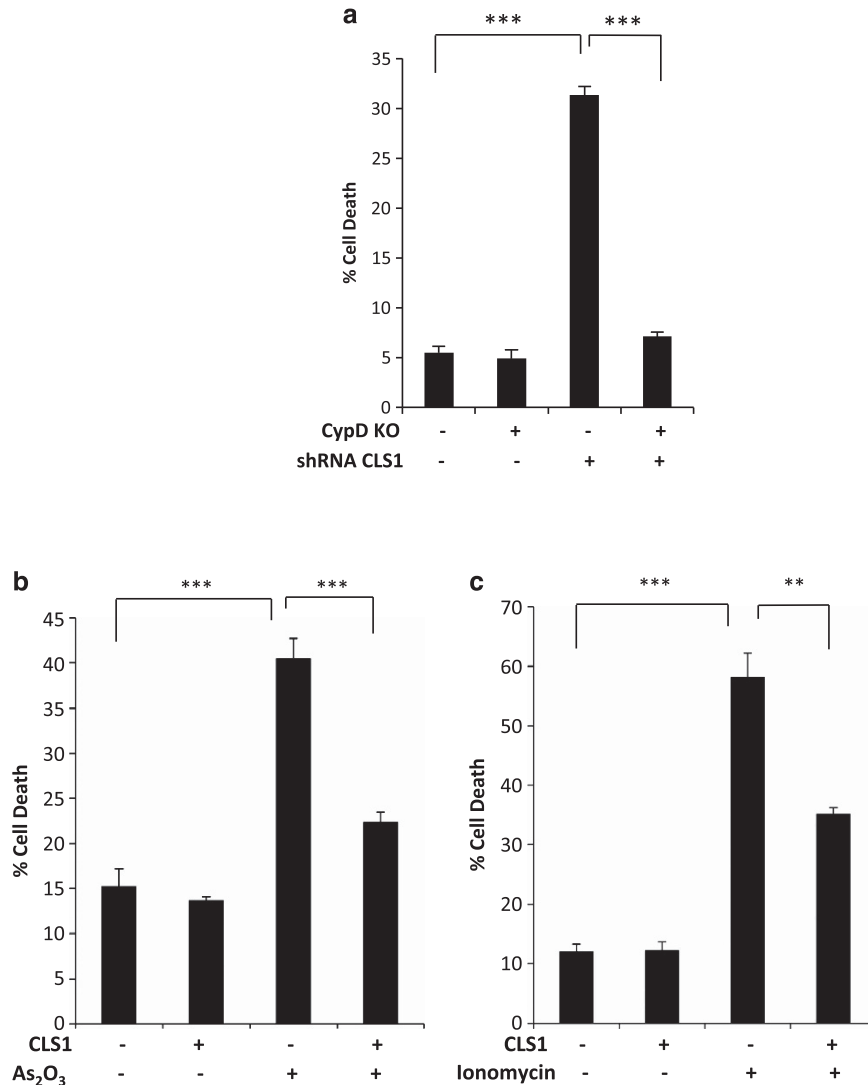 a
*** ***
35
30
25
20
15
10
5
0
% Cell Death
CypD KO - + - +
shRNA CLS1 - - + +
b
*** ***
45
40
35
30
25
20
15
10
5
0
% Cell Death
CLS1 - + - +
As₂O₃ - - + +
c
*** **
70
60
50
40
30
20
10
0
% Cell Death
CLS1 - + - +
Ionomycin - - + +